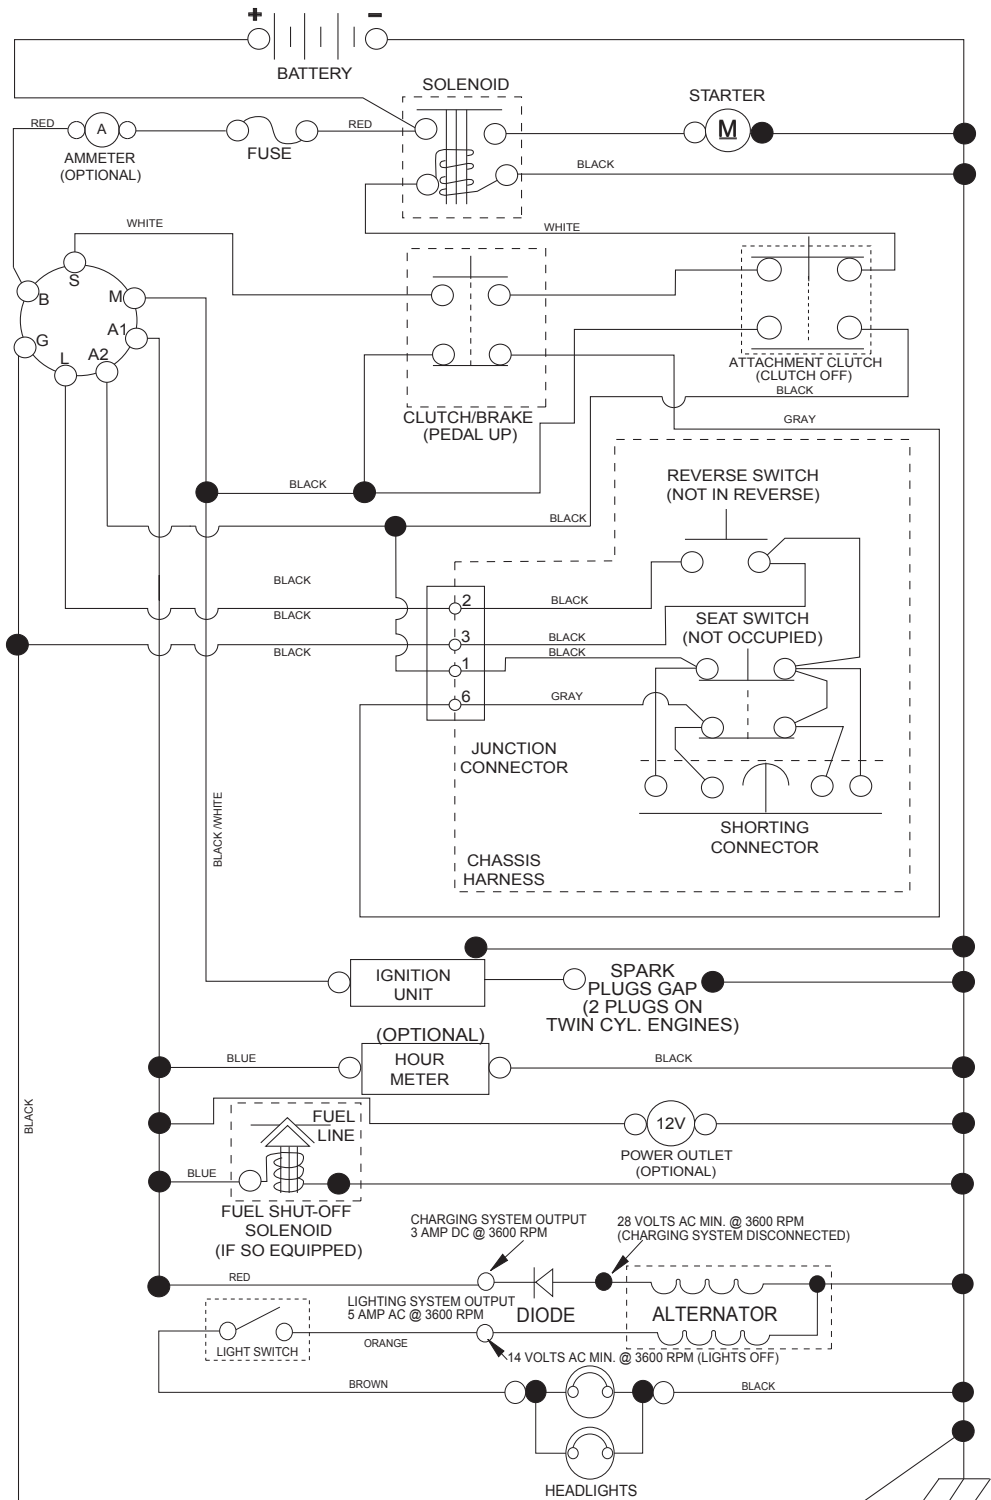 + −
BATTERY
SOLENOID
STARTER
RED
A
AMMETER
(OPTIONAL)
FUSE
RED
M
BLACK
WHITE
WHITE
S
B
M
G
A1
L
A2
ATTACHMENT CLUTCH
(CLUTCH OFF)
BLACK
CLUTCH/BRAKE
(PEDAL UP)
GRAY
BLACK
REVERSE SWITCH
(NOT IN REVERSE)
BLACK
BLACK
2
BLACK
BLACK
SEAT SWITCH
(NOT OCCUPIED)
3
BLACK
BLACK
BLACK
1
6
GRAY
JUNCTION
CONNECTOR
BLACK /WHITE
SHORTING
CONNECTOR
CHASSIS
HARNESS
IGNITION
UNIT
SPARK
PLUGS GAP
(2 PLUGS ON
TWIN CYL. ENGINES)
(OPTIONAL)
HOUR
METER
BLUE
BLACK
BLACK
FUEL
LINE
12V
POWER OUTLET
(OPTIONAL)
BLUE
FUEL SHUT-OFF
SOLENOID
(IF SO EQUIPPED)
CHARGING SYSTEM OUTPUT
3 AMP DC @ 3600 RPM
28 VOLTS AC MIN. @ 3600 RPM
(CHARGING SYSTEM DISCONNECTED)
RED
LIGHTING SYSTEM OUTPUT
5 AMP AC @ 3600 RPM
DIODE
ALTERNATOR
LIGHT SWITCH
ORANGE
14 VOLTS AC MIN. @ 3600 RPM (LIGHTS OFF)
BROWN
BLACK
HEADLIGHTS